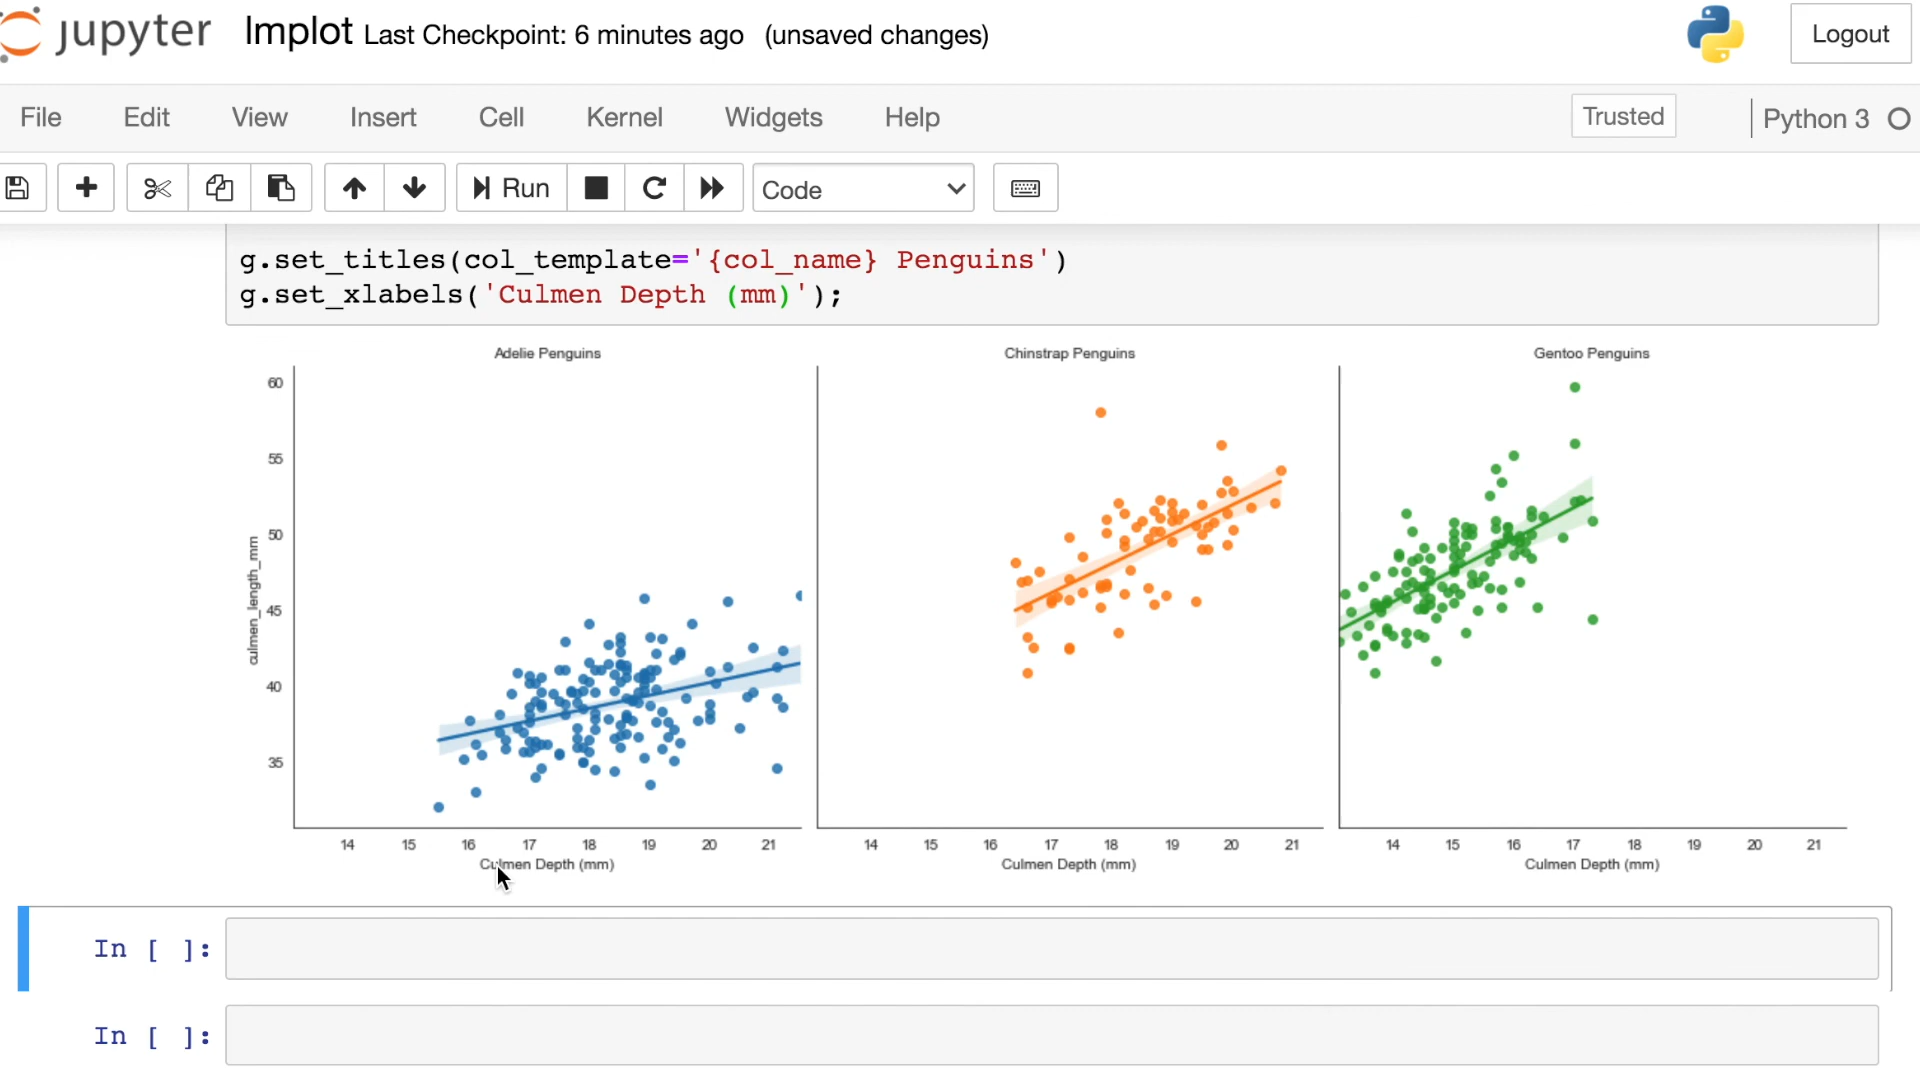 jupyter lmplot Last Checkpoint: 6 minutes ago (unsaved changes) Logout
File Edit View Insert Cell Kernel Widgets Help Trusted Python 3
Run Code
g.set_titles(col_template='{col_name} Penguins')
g.set_xlabels('Culmen Depth (mm)');
Adelie Penguins Chinstrap Penguins Gentoo Penguins
60
55
50
45
40
35
culmen_length_mm
14 15 16 17 18 19 20 21 14 15 16 17 18 19 20 21 14 15 16 17 18 19 20 21
Culmen Depth (mm) Culmen Depth (mm) Culmen Depth (mm)
In [ ]:
In [ ]: